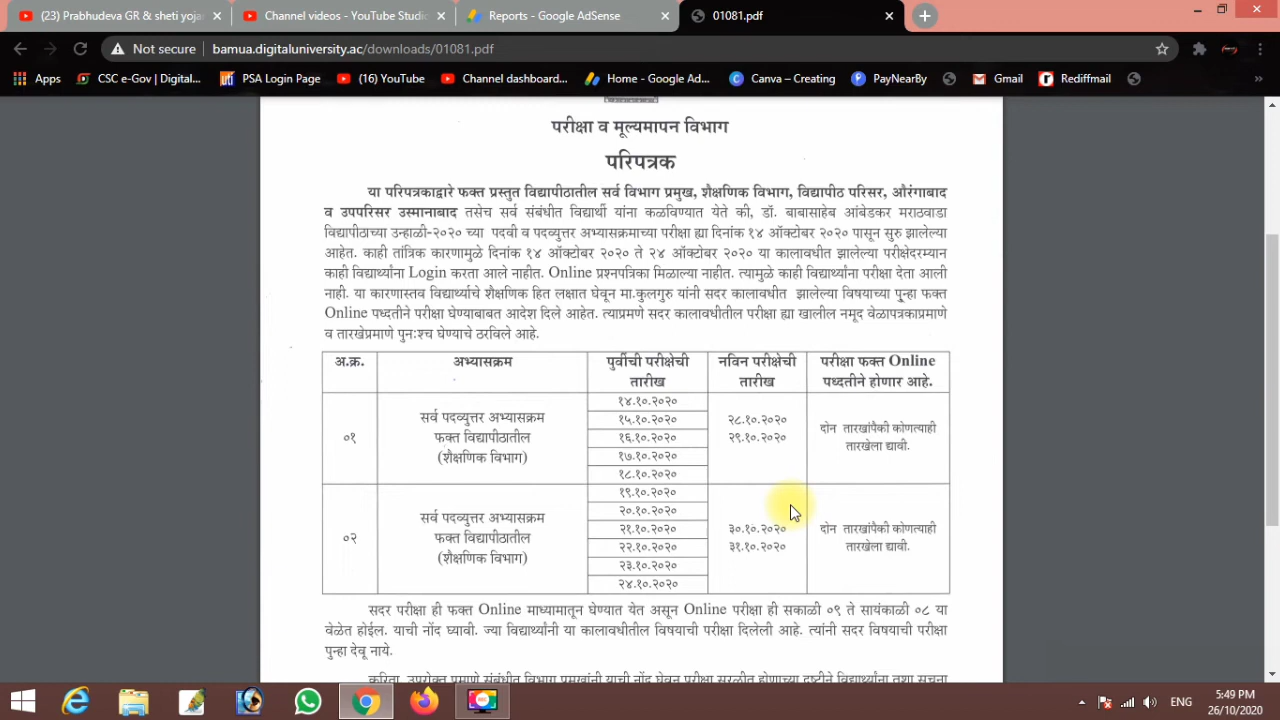 (23) Prabhudeva GR & sheti yojan
Channel videos - YouTube Studio
Reports - Google AdSense
01081.pdf
Not secure
bamua.digitaluniversity.ac/downloads/01081.pdf
Apps
CSC e-Gov | Digital...
PSA Login Page
(16) YouTube
Channel dashboard...
Home - Google Ad...
Canva – Creating
PayNearBy
Gmail
Rediffmail
»
परीक्षा व मूल्यमापन विभाग
परिपत्रक
या परिपत्रकाद्वारे फक्त प्रस्तुत विद्यापीठातील सर्व विभाग प्रमुख, शैक्षणिक विभाग, विद्यापीठ परिसर, औरंगाबाद
व उपपरिसर उस्मानाबाद तसेच सर्व संबंधीत विद्यार्थी यांना कळविण्यात येते की, डॉ. बाबासाहेब आंबेडकर मराठवाडा
विद्यापीठाच्या उन्हाळी-२०२० च्या पदवी व पदव्युत्तर अभ्यासक्रमाच्या परीक्षा ह्या दिनांक १४ ऑक्टोबर २०२० पासून सुरु झालेल्या
आहेत. काही तांत्रिक कारणामुळे दिनांक १४ ऑक्टोबर २०२० ते २४ ऑक्टोबर २०२० या कालावधीत झालेल्या परीक्षेदरम्यान
काही विद्यार्थ्यांना Login करता आले नाहीत. Online प्रश्नपत्रिका मिळाल्या नाहीत. त्यामुळे काही विद्यार्थ्यांना परीक्षा देता आली
नाही. या कारणास्तव विद्यार्थ्याचे शैक्षणिक हित लक्षात घेवून मा.कुलगुरु यांनी सदर कालावधीत झालेल्या विषयाच्या पुन्हा फक्त
Online पध्दतीने परीक्षा घेण्याबाबत आदेश दिले आहेत. त्याप्रमाणे सदर कालावधीतील परीक्षा ह्या खालील नमूद वेळापत्रकाप्रमाणे
व तारखेप्रमाणे पुन:श्च घेण्याचे ठरविले आहे.
अ.क्र. अभ्यासक्रम पुर्वीची परीक्षेची नविन परीक्षेची परीक्षा फक्त Online
तारीख तारीख पध्दतीने होणार आहे.
१४.१०.२०२०
सर्व पदव्युत्तर अभ्यासक्रम १५.१०.२०२० २८.१०.२०२० दोन तारखांपैकी कोणत्याही
०१ फक्त विद्यापीठातील १६.१०.२०२० २९.१०.२०२० तारखेला द्यावी.
(शैक्षणिक विभाग) १७.१०.२०२०
१८.१०.२०२०
१९.१०.२०२०
सर्व पदव्युत्तर अभ्यासक्रम २०.१०.२०२०
०२ फक्त विद्यापीठातील २१.१०.२०२० ३०.१०.२०२० दोन तारखांपैकी कोणत्याही
(शैक्षणिक विभाग) २२.१०.२०२० ३१.१०.२०२० तारखेला द्यावी.
२३.१०.२०२०
२४.१०.२०२०
सदर परीक्षा ही फक्त Online माध्यामातून घेण्यात येत असून Online परीक्षा ही सकाळी ०९ ते सायंकाळी ०८ या
वेळेत होईल. याची नोंद घ्यावी. ज्या विद्यार्थ्यांनी या कालावधीतील विषयाची परीक्षा दिलेली आहे. त्यांनी सदर विषयाची परीक्षा
पुन्हा देवू नाये.
करिता, उपरोक्त प्रमाणे संबंधीत विभाग प्रमुखांनी याची नोंद घेवून परीक्षा सुरळीत होणाच्या दृष्टीने विद्यार्थ्यांना तशा सूचना
ENG
5:49 PM
26/10/2020